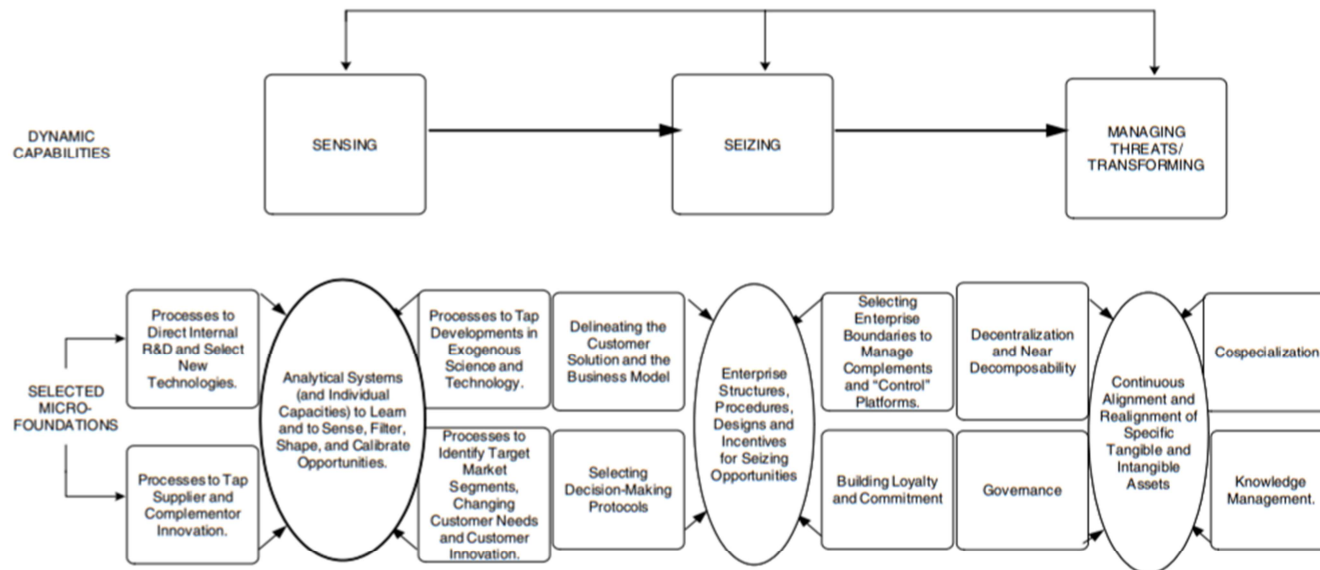 DYNAMIC
CAPABILITIES
SENSING
SEIZING
MANAGING
THREATS/
TRANSFORMING
SELECTED
MICRO-
FOUNDATIONS
Processes to
Direct Internal
R&D and Select
New
Technologies.
Processes to Tap
Supplier and
Complementor
Innovation.
Analytical Systems
(and Individual
Capacities) to Learn
and to Sense, Filter,
Shape, and Calibrate
Opportunities.
Processes to Tap
Developments in
Exogenous
Science and
Technology.
Processes to
Identify Target
Market
Segments,
Changing
Customer Needs
and Customer
Innovation.
Delineating the
Customer
Solution and the
Business Model
Selecting
Decision-Making
Protocols
Enterprise
Structures,
Procedures,
Designs and
Incentives
for Seizing
Opportunities
Selecting
Enterprise
Boundaries to
Manage
Complements
and “Control”
Platforms.
Building Loyalty
and Commitment
Decentralization
and Near
Decomposability
Governance
Continuous
Alignment and
Realignment of
Specific
Tangible and
Intangible
Assets
Cospecialization
Knowledge
Management.